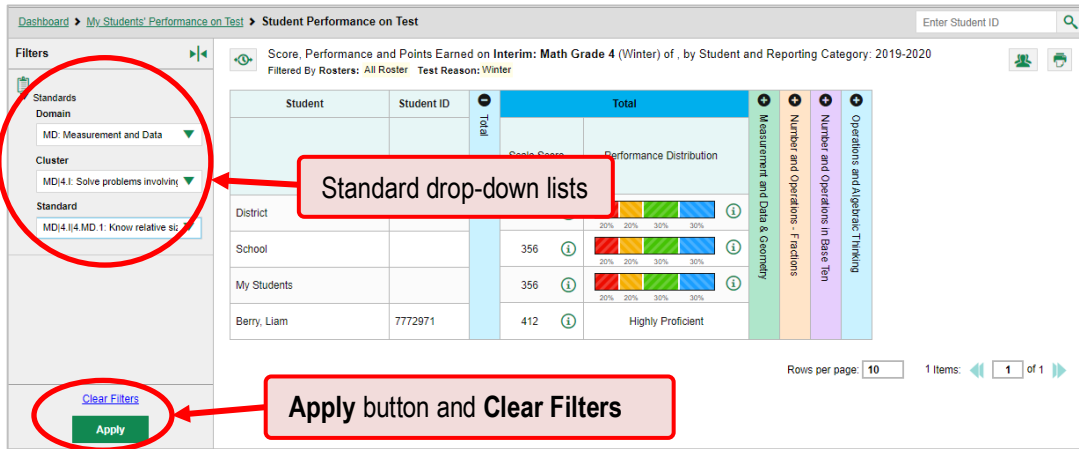 Dashboard > My Students' Performance on Test > Student Performance on Test
Enter Student ID
Filters
Standards
Domain
MD: Measurement and Data
Cluster
MD|4.I: Solve problems involving
Standard
MD|4.I|4.MD.1: Know relative siz
Clear Filters
Apply
Score, Performance and Points Earned on Interim: Math Grade 4 (Winter) of , by Student and Reporting Category: 2019-2020
Filtered By Rosters: All Roster Test Reason: Winter
Student
Student ID
Total
Total
Performance Distribution
Measurement and Data & Geometry
Number and Operations - Fractions
Number and Operations in Base Ten
Operations and Algebraic Thinking
District
20% 20% 30% 30%
School
356
20% 20% 30% 30%
My Students
356
20% 20% 30% 30%
Berry, Liam
7772971
412
Highly Proficient
Rows per page: 10
1 Items: 1 of 1
Standard drop-down lists
Apply button and Clear Filters